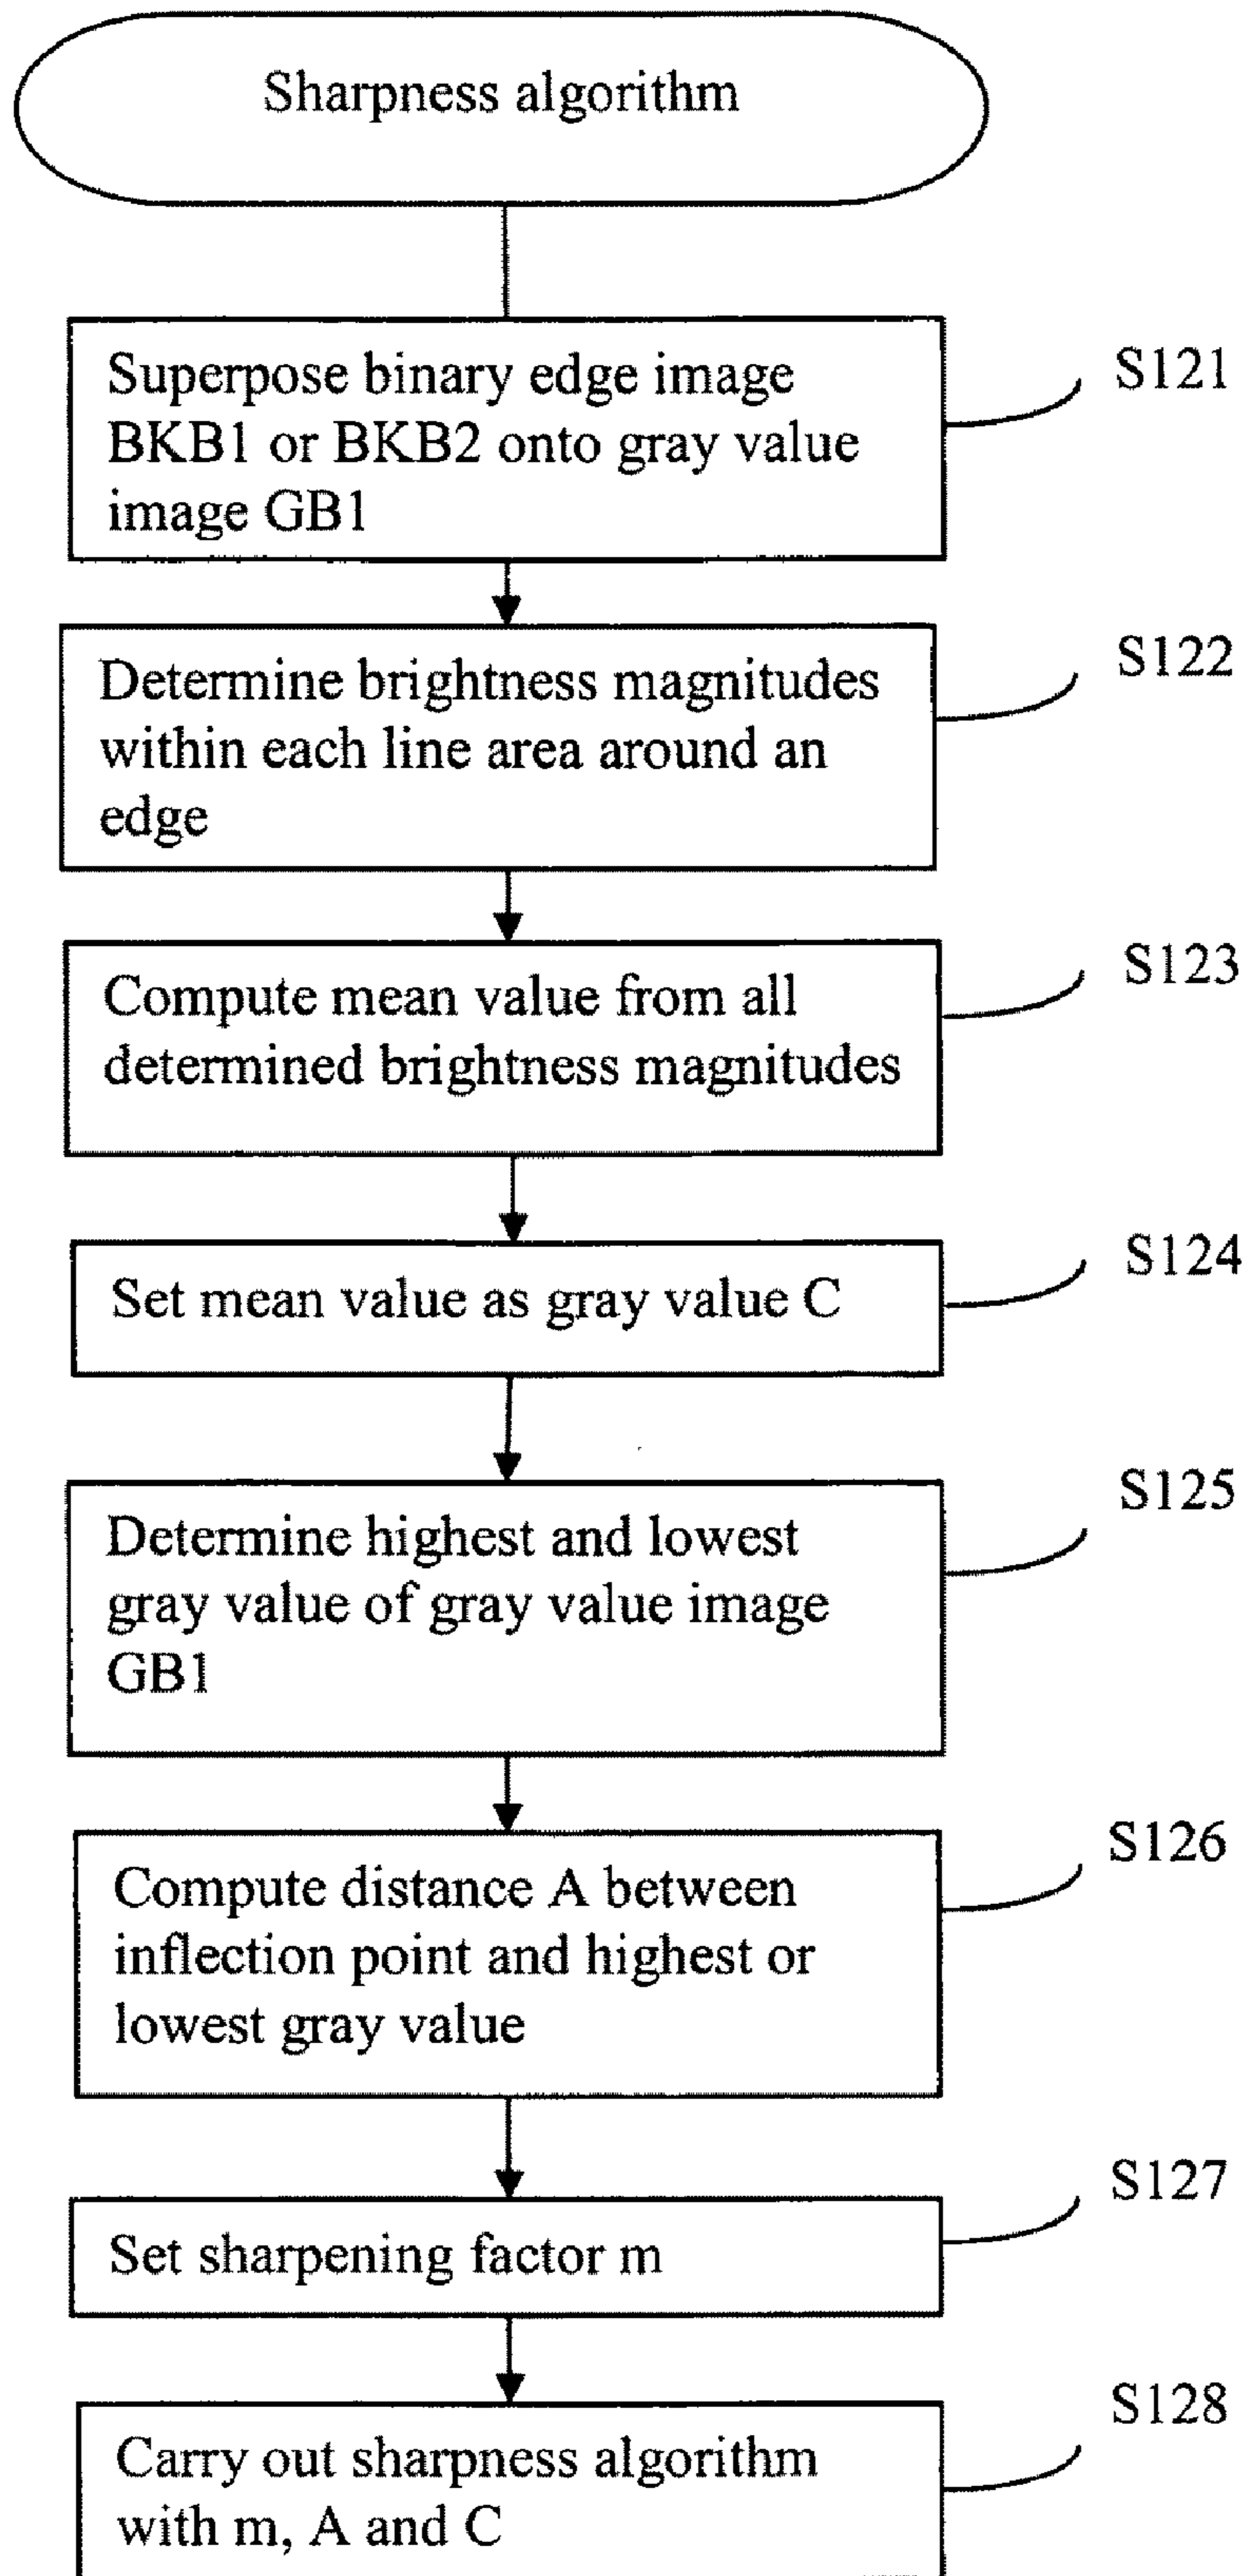 Sharpness algorithm
Superpose binary edge image
BKB1 or BKB2 onto gray value
image GB1
S121
Determine brightness magnitudes
within each line area around an
edge
S122
Compute mean value from all
determined brightness magnitudes
S123
Set mean value as gray value C
S124
Determine highest and lowest
gray value of gray value image
GB1
S125
Compute distance A between
inflection point and highest or
lowest gray value
S126
Set sharpening factor m
S127
Carry out sharpness algorithm
with m, A and C
S128